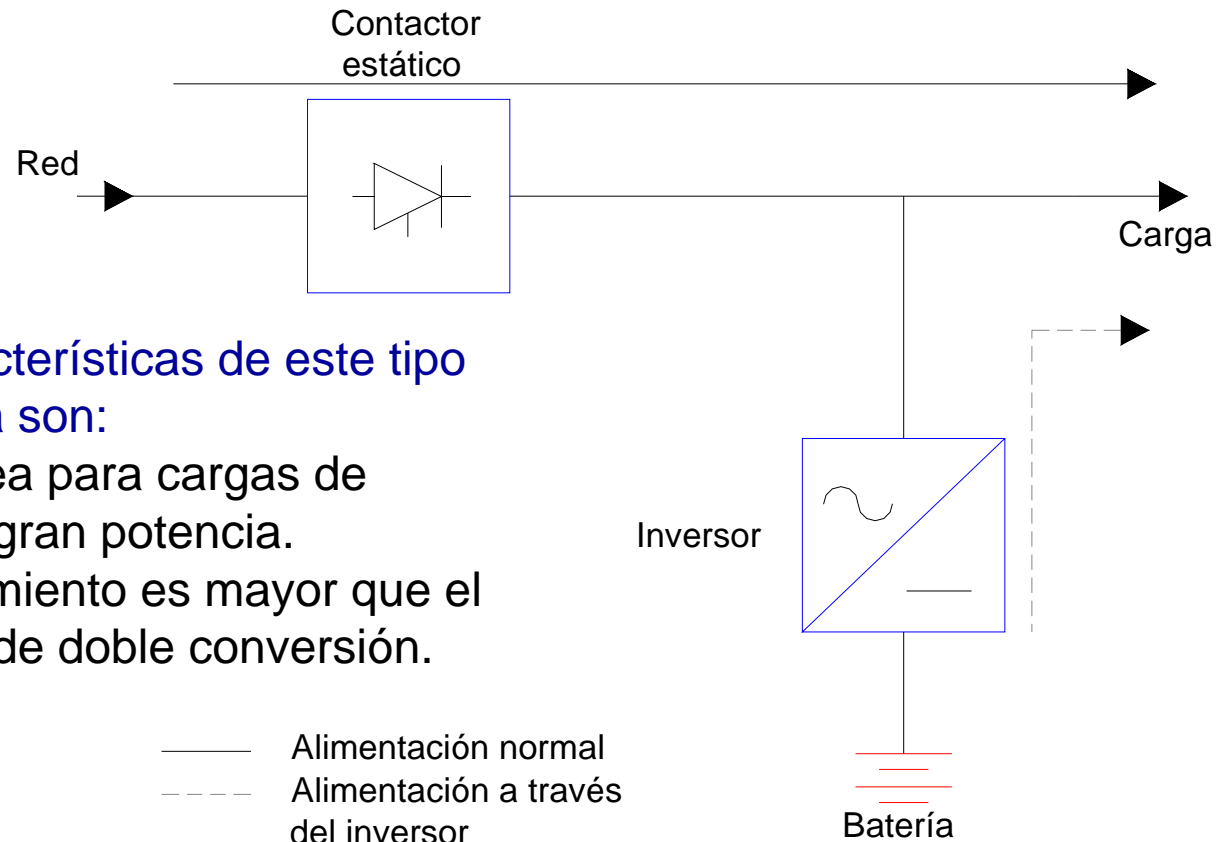 Contactor
estático
Red
Carga
cterísticas de este tipo
son:
ea para cargas de
gran potencia.
miento es mayor que el
de doble conversión.
Inversor
Alimentación normal
Alimentación a través
del inversor
Batería